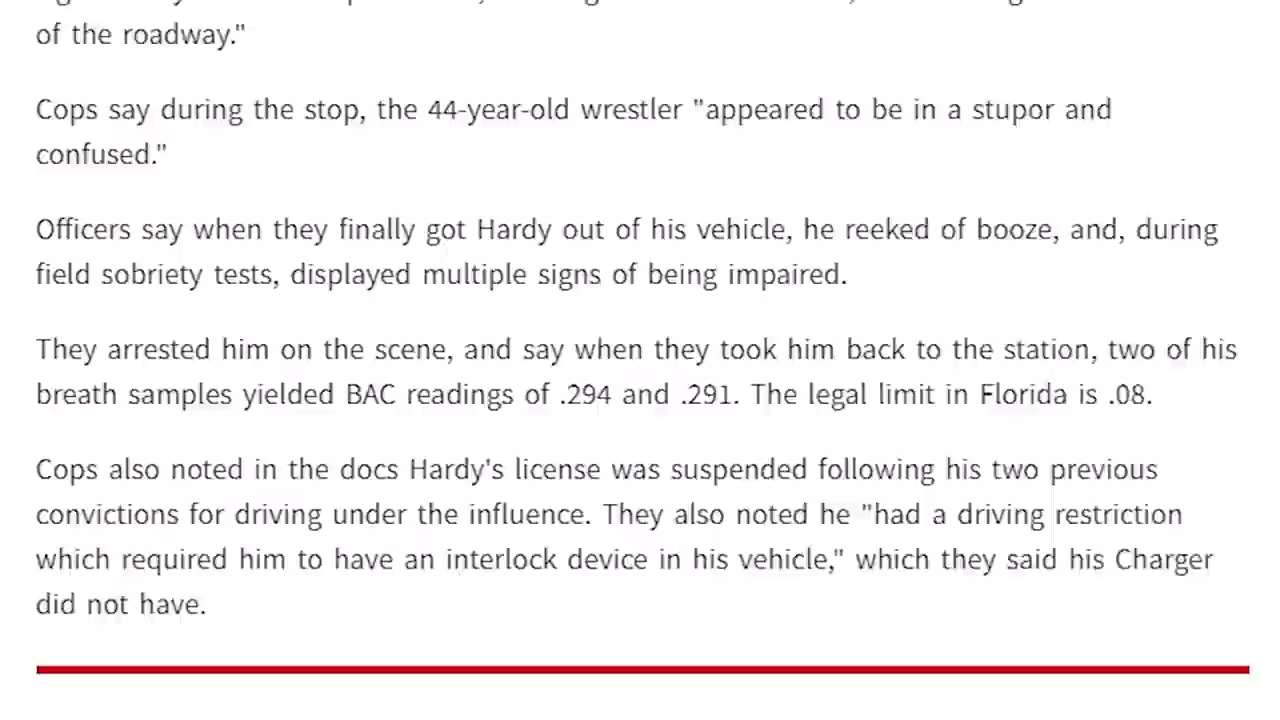 of the roadway."
Cops say during the stop, the 44-year-old wrestler "appeared to be in a stupor and
confused."
Officers say when they finally got Hardy out of his vehicle, he reeked of booze, and, during
field sobriety tests, displayed multiple signs of being impaired.
They arrested him on the scene, and say when they took him back to the station, two of his
breath samples yielded BAC readings of .294 and .291. The legal limit in Florida is .08.
Cops also noted in the docs Hardy's license was suspended following his two previous
convictions for driving under the influence. They also noted he "had a driving restriction
which required him to have an interlock device in his vehicle," which they said his Charger
did not have.